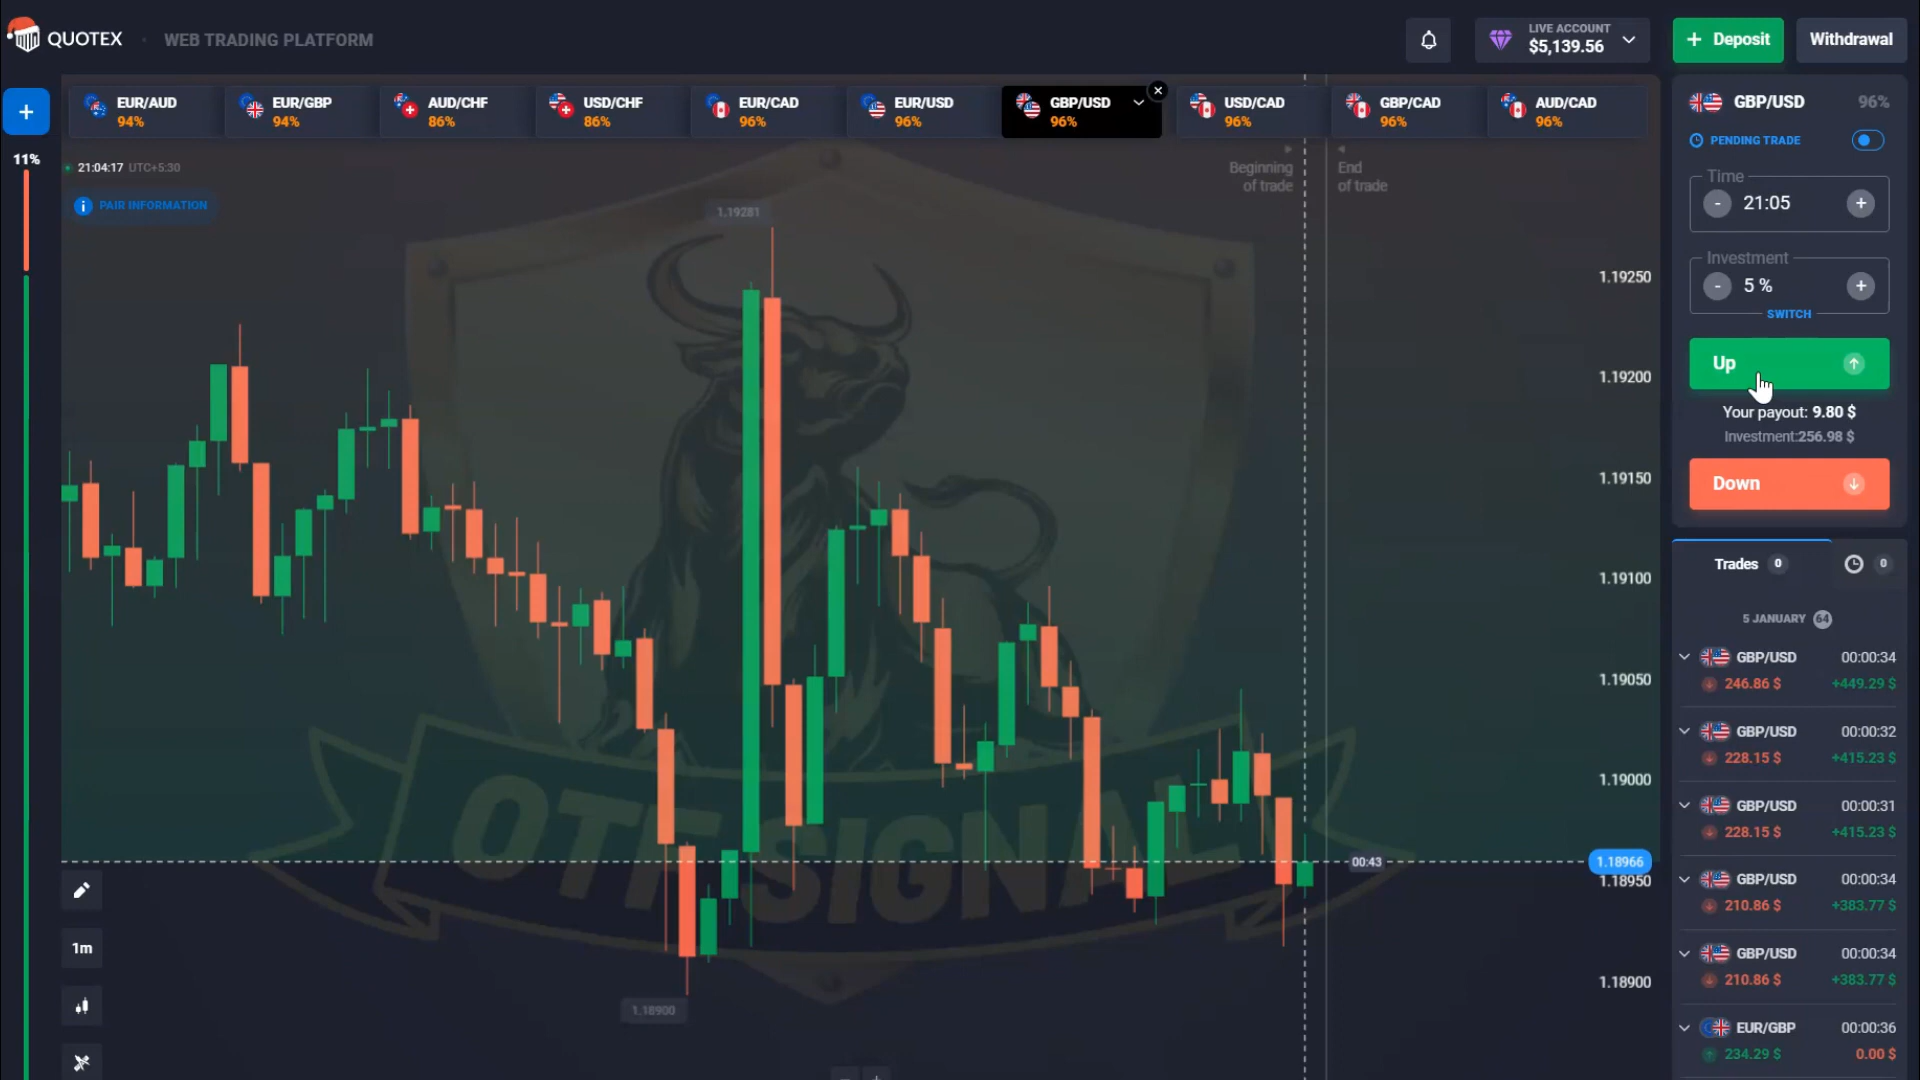 QUOTEX
WEB TRADING PLATFORM
LIVE ACCOUNT
$5,139.56
+ Deposit
Withdrawal
+
EUR/AUD
94%
EUR/GBP
94%
AUD/CHF
86%
USD/CHF
86%
EUR/CAD
96%
EUR/USD
96%
GBP/USD
96%
USD/CAD
96%
GBP/CAD
96%
AUD/CAD
96%
GBP/USD 96%
PENDING TRADE
Time
- 21:05 +
Investment
- 5 % +
SWITCH
Up
Your payout: 9.80 $
Investment:256.98 $
Down
11%
21:04:17 UTC+5:30
PAIR INFORMATION
Beginning
of trade
End
of trade
1.19281
1.19250
1.19200
1.19150
1.19100
1.19050
1.19000
00:43
1.18966
1.18950
1.18900
1.18900
OTF SIGNAL
1m
Trades 0
0
5 JANUARY 64
GBP/USD 00:00:34
246.86 $ +449.29 $
GBP/USD 00:00:32
228.15 $ +415.23 $
GBP/USD 00:00:31
228.15 $ +415.23 $
GBP/USD 00:00:34
210.86 $ +383.77 $
GBP/USD 00:00:34
210.86 $ +383.77 $
EUR/GBP 00:00:36
234.29 $ 0.00 $